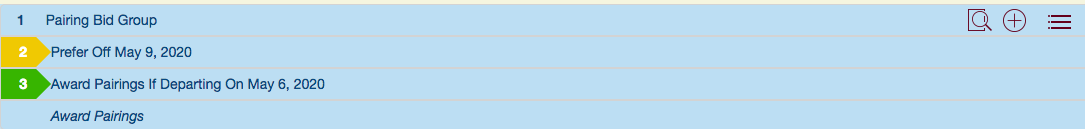 1 Pairing Bid Group
2 Prefer Off May 9, 2020
3 Award Pairings If Departing On May 6, 2020
Award Pairings